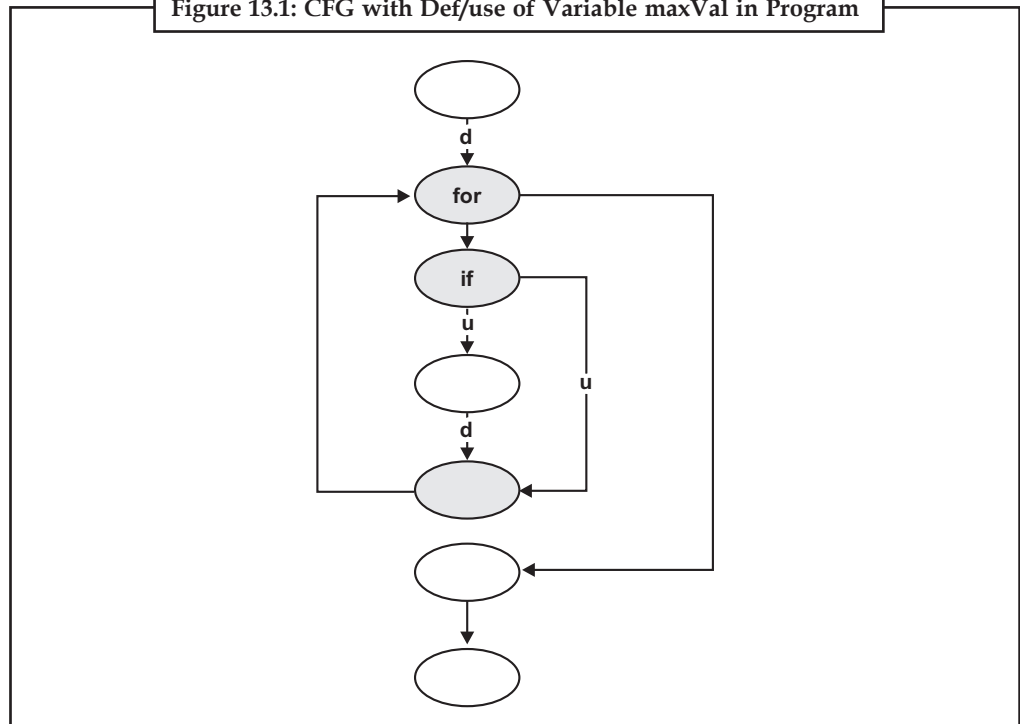 Figure 13.1: CFG with Def/use of Variable maxVal in Program
d
for
if
u
u
d